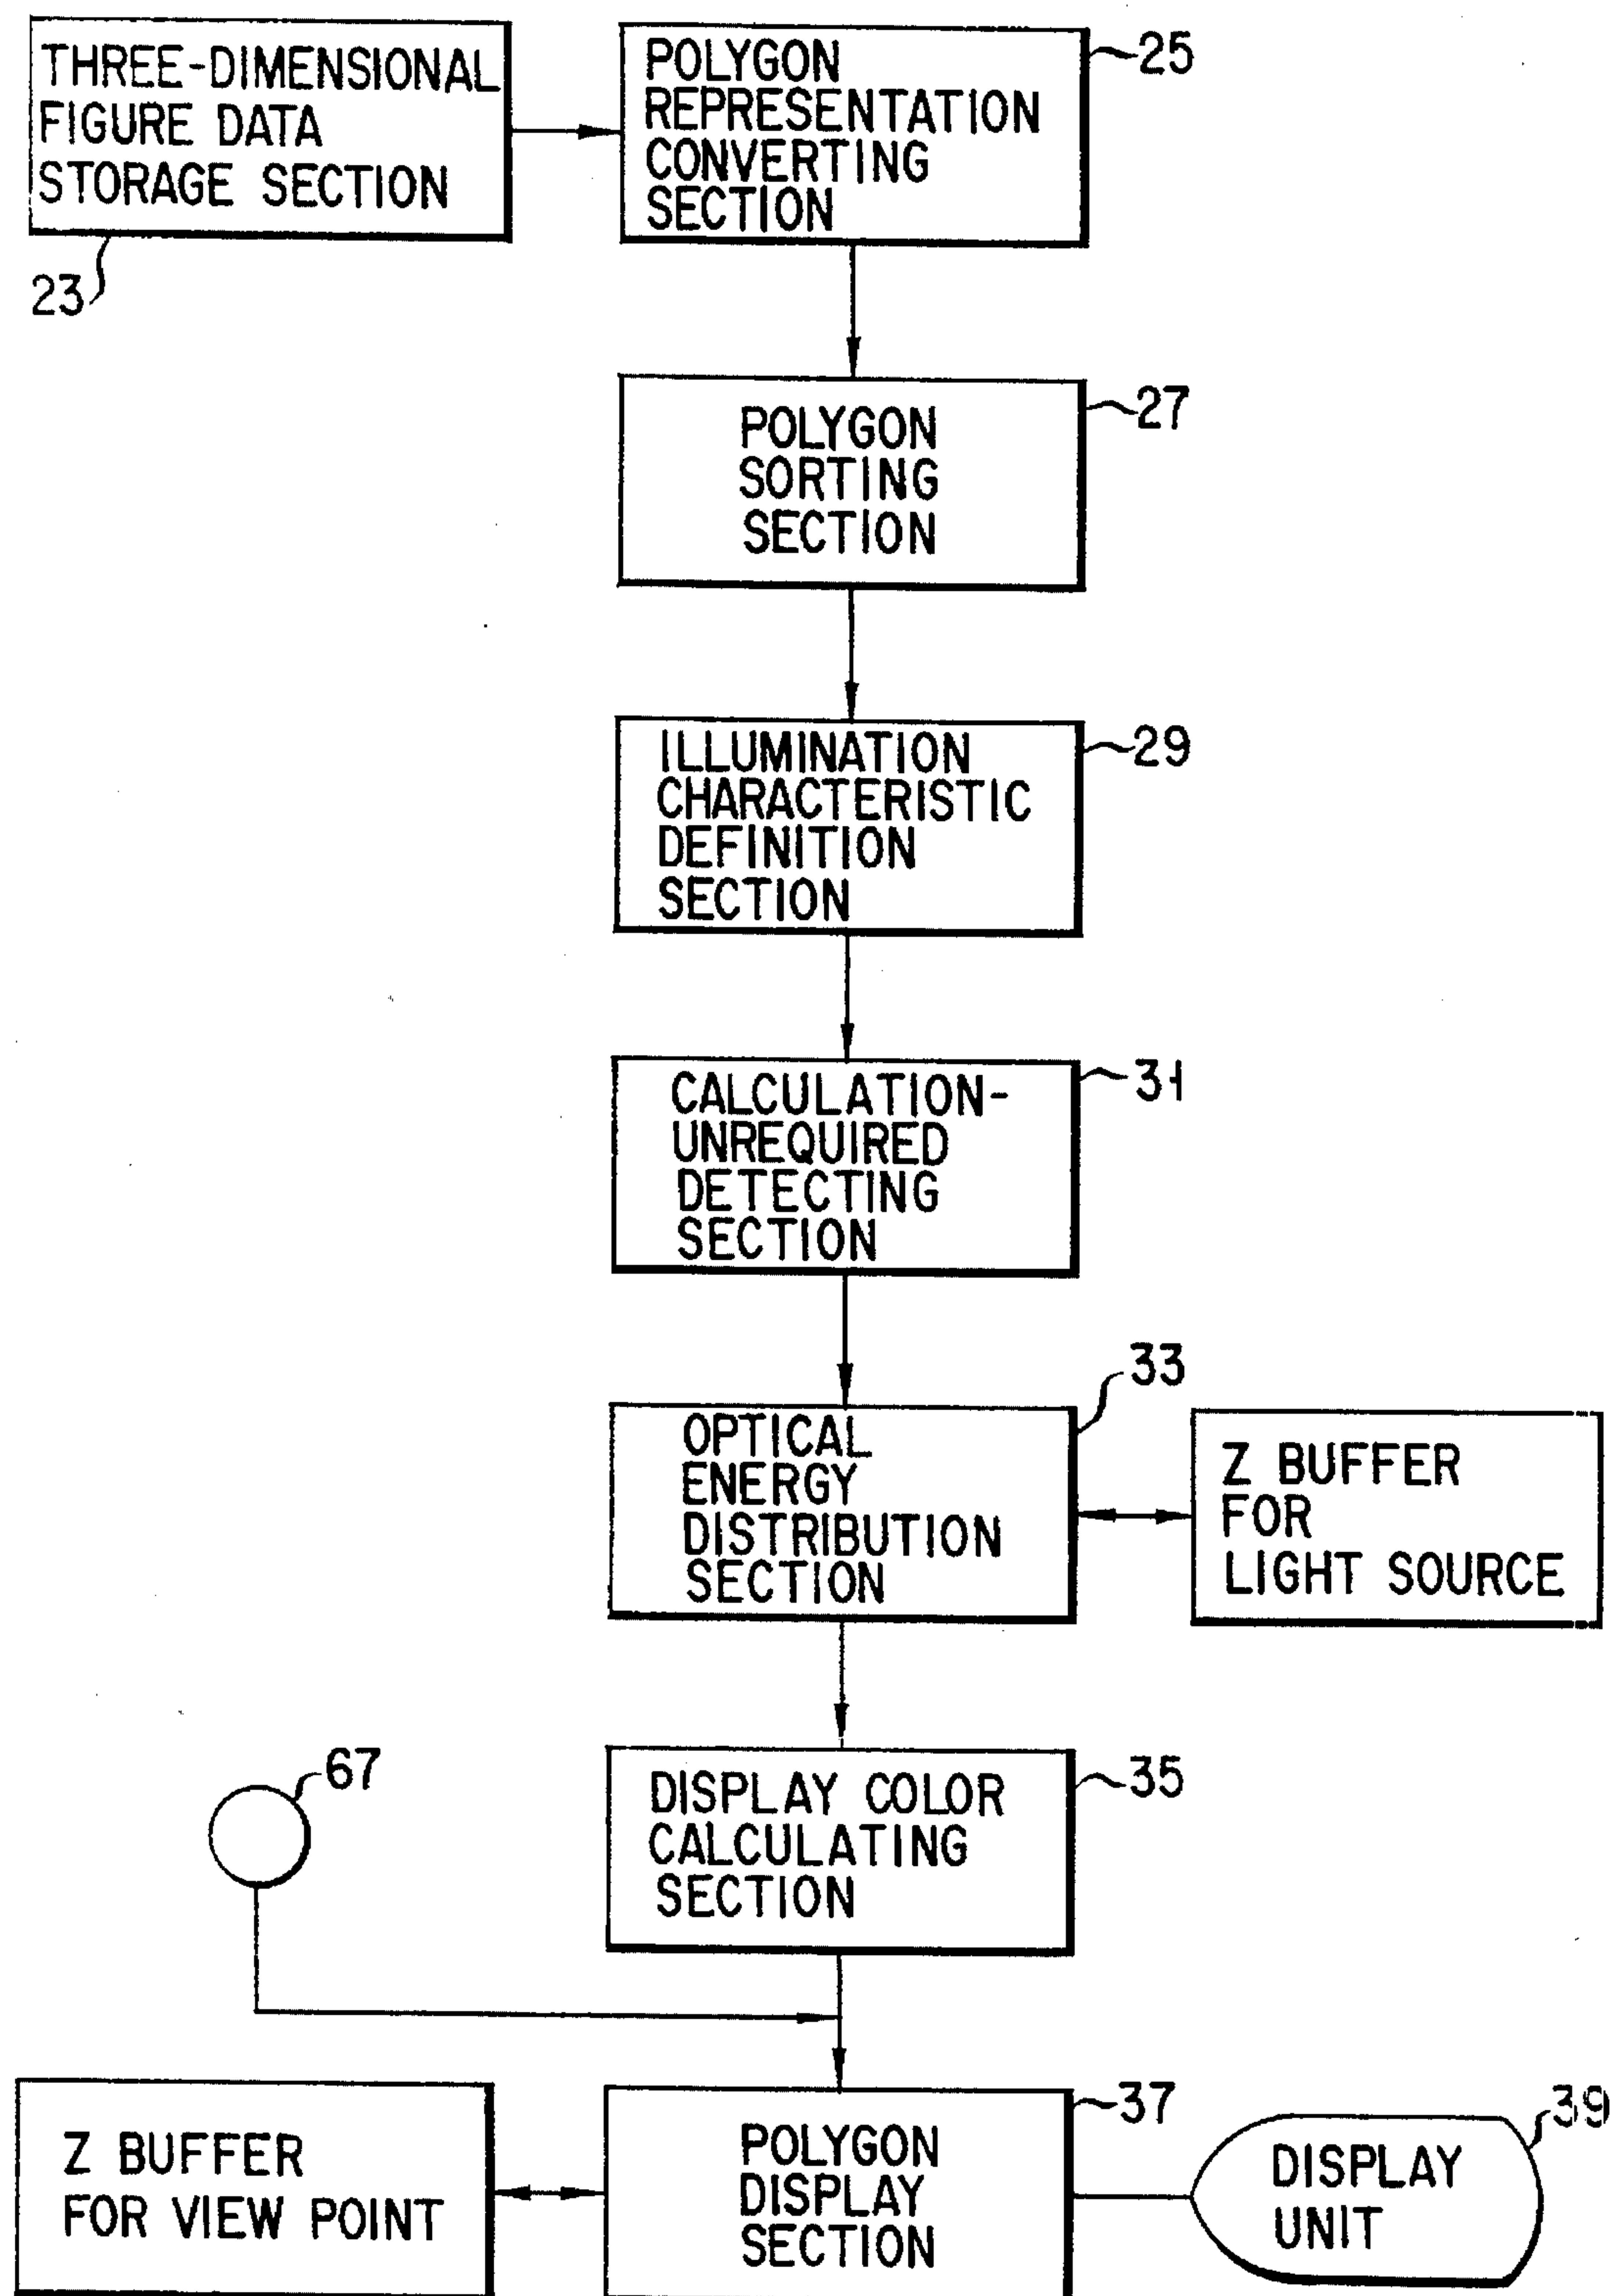 THREE-DIMENSIONAL
FIGURE DATA
STORAGE SECTION
23
POLYGON
REPRESENTATION
CONVERTING
SECTION
25
POLYGON
SORTING
SECTION
27
ILLUMINATION
CHARACTERISTIC
DEFINITION
SECTION
29
CALCULATION-
UNREQUIRED
DETECTING
SECTION
31
OPTICAL
ENERGY
DISTRIBUTION
SECTION
33
Z BUFFER
FOR
LIGHT SOURCE
67
DISPLAY COLOR
CALCULATING
SECTION
35
Z BUFFER
FOR VIEW POINT
POLYGON
DISPLAY
SECTION
37
DISPLAY
UNIT
39